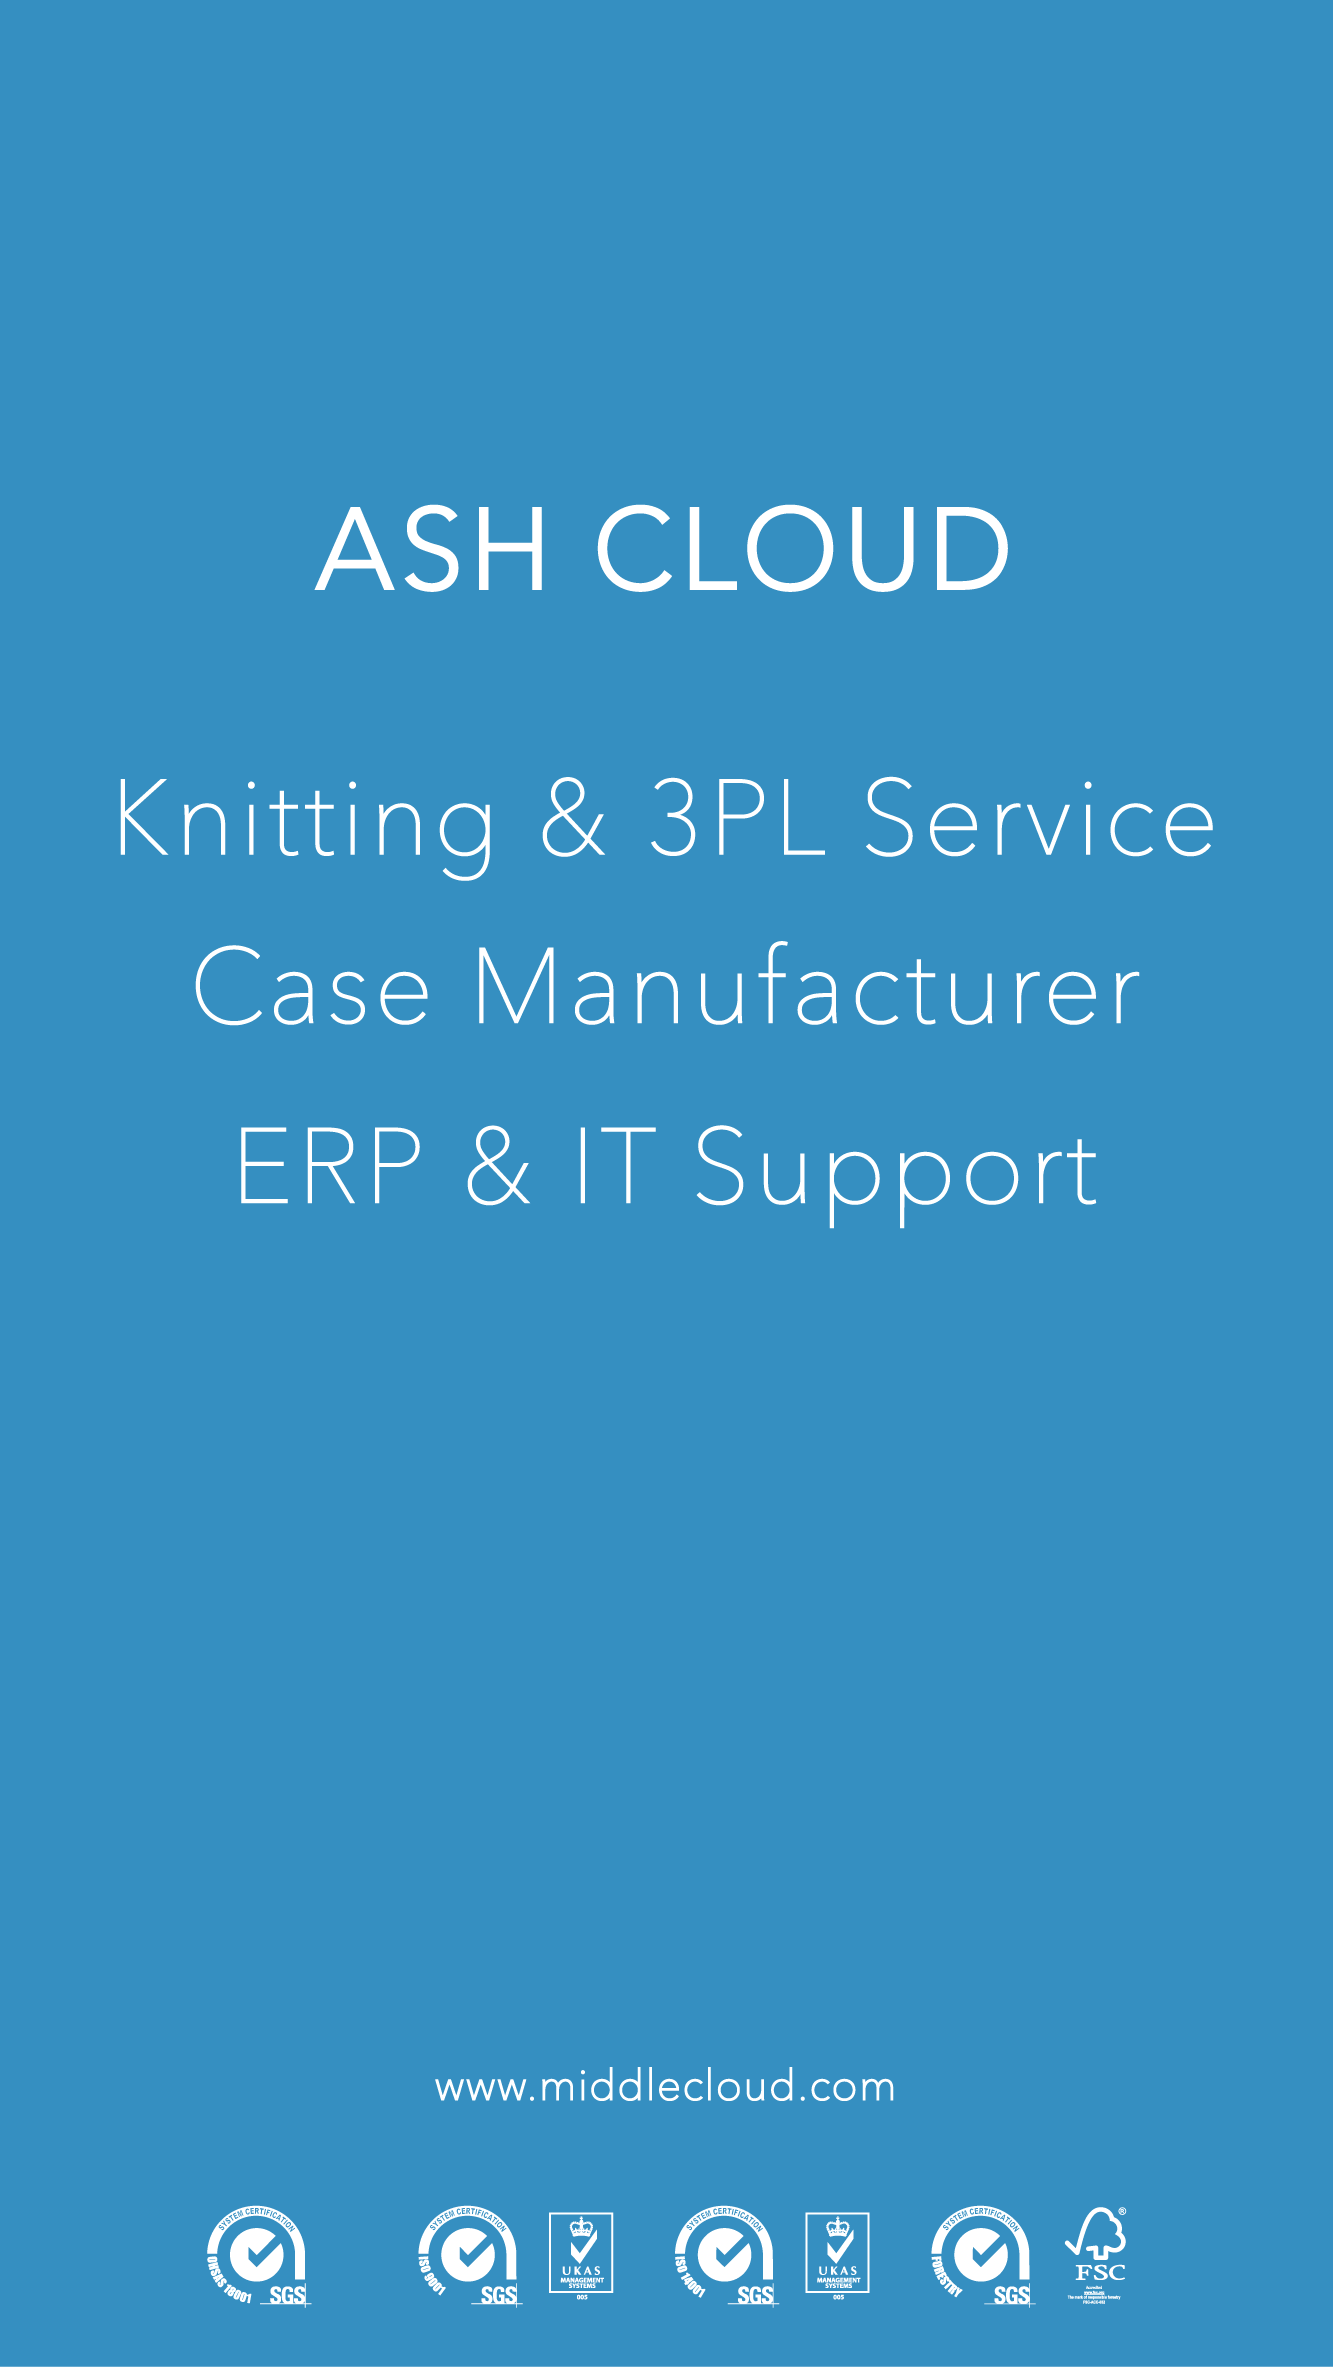 ASH CLOUD
Knitting & 3PL Service
Case Manufacturer
ERP & IT Support
www.middlecloud.com
SYSTEM CERTIFICATION
OHSAS 18001
SGS
SYSTEM CERTIFICATION
ISO 9001
SGS
UKAS
MANAGEMENT
SYSTEMS
005
SYSTEM CERTIFICATION
ISO 14001
SGS
UKAS
MANAGEMENT
SYSTEMS
005
SYSTEM CERTIFICATION
FORESTRY
SGS
®
FSC